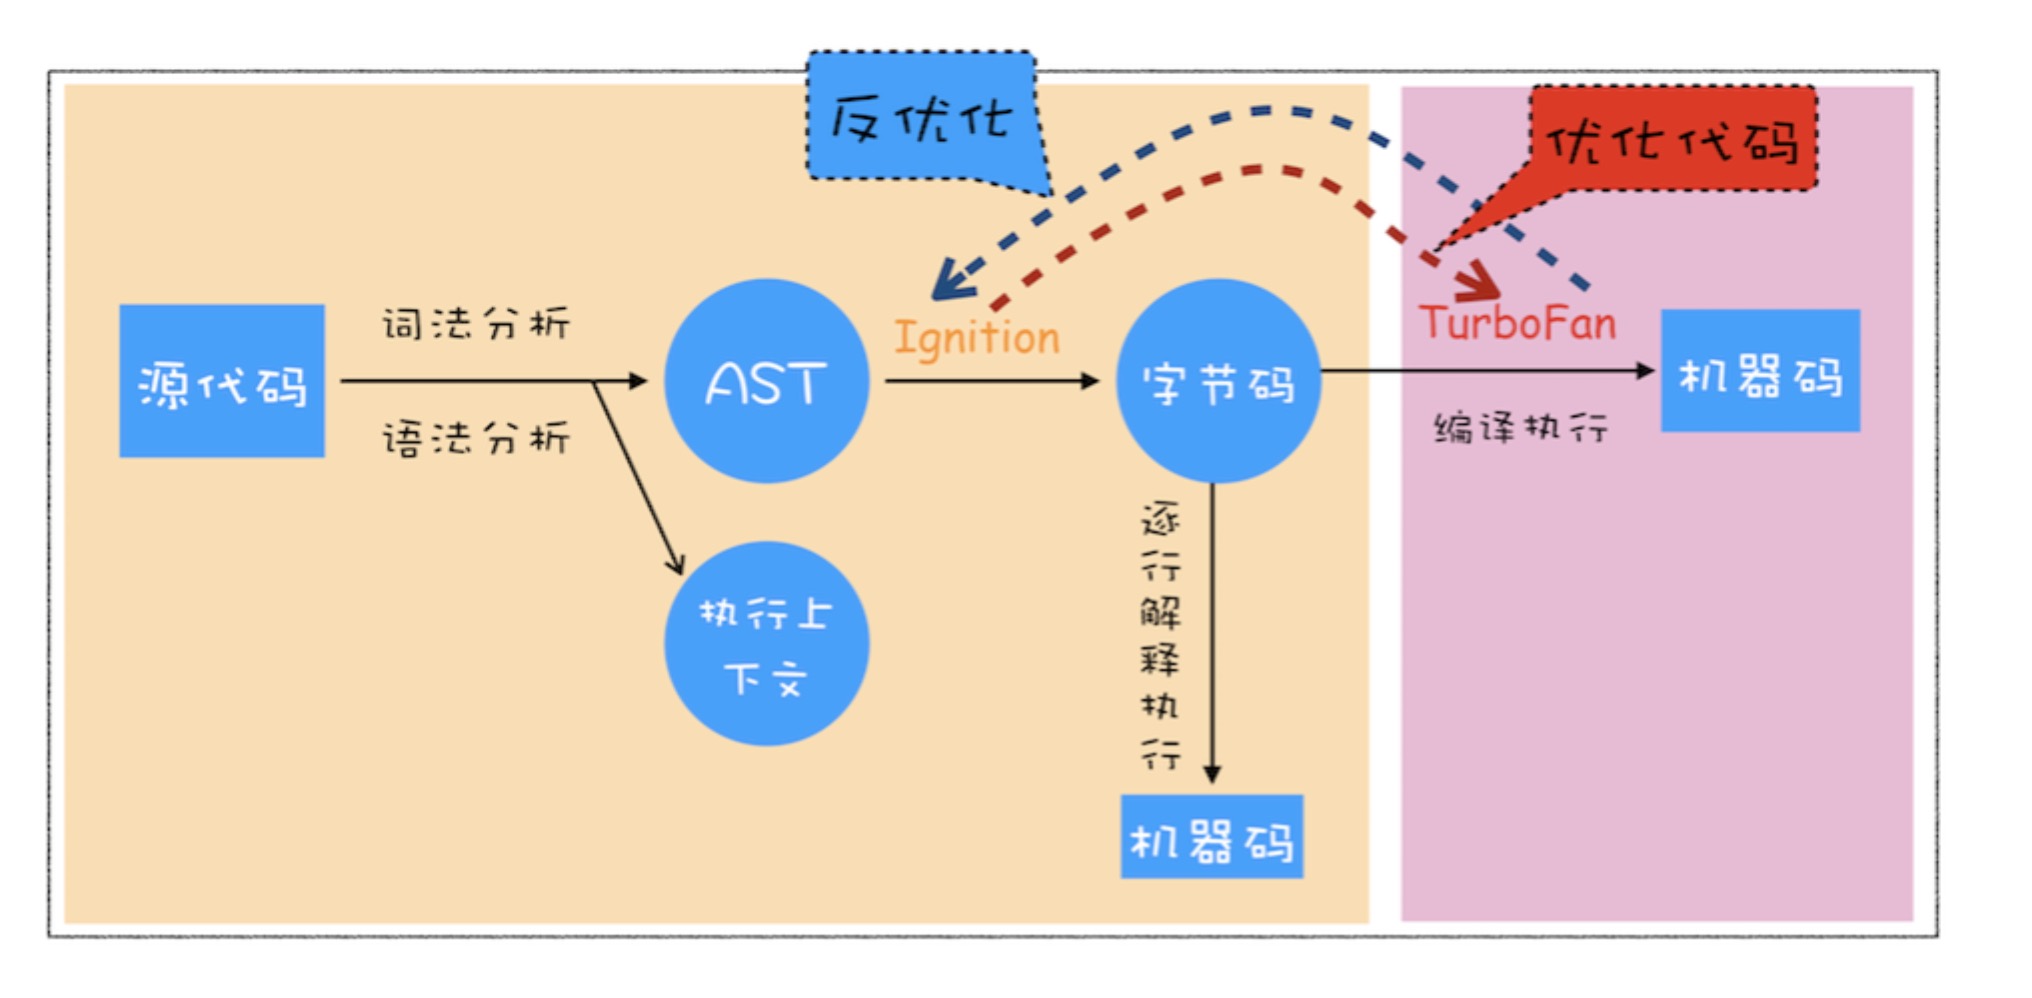 反优化
优化代码
词法分析
源代码
语法分析
AST
Ignition
字节码
TurboFan
机器码
编译执行
执行上
下文
逐
行
解
释
执
行
机器码